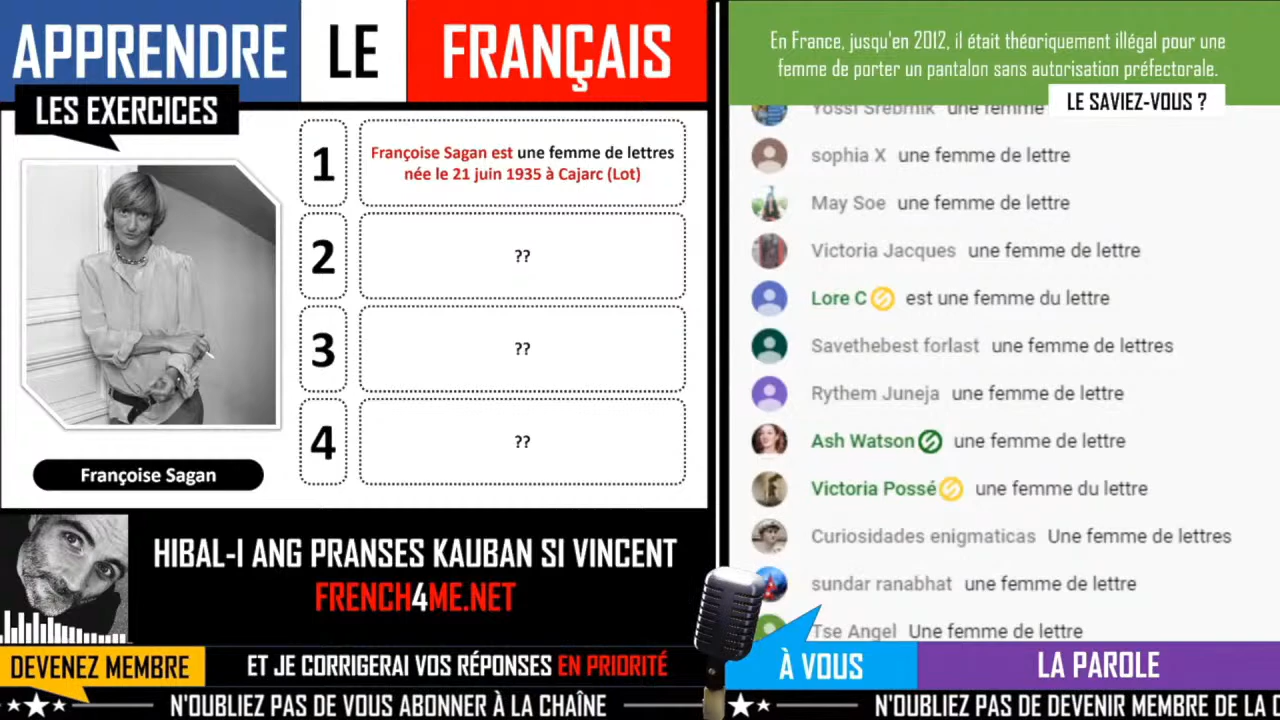 APPRENDRE LE FRANÇAIS
LES EXERCICES
Françoise Sagan
1
Françoise Sagan est une femme de lettres
née le 21 juin 1935 à Cajarc (Lot)
2
??
3
??
4
??
HIBAL-I ANG PRANSES KAUBAN SI VINCENT
FRENCH4ME.NET
DEVENEZ MEMBRE
ET JE CORRIGERAI VOS RÉPONSES EN PRIORITÉ
N'OUBLIEZ PAS DE VOUS ABONNER À LA CHAÎNE
En France, jusqu'en 2012, il était théoriquement illégal pour une
femme de porter un pantalon sans autorisation préfectorale.
LE SAVIEZ-VOUS ?
Yossi Srebrnik une femme
sophia X une femme de lettre
May Soe une femme de lettre
Victoria Jacques une femme de lettre
Lore C est une femme du lettre
Savethebest forlast une femme de lettres
Rythem Juneja une femme de lettre
Ash Watson une femme de lettre
Victoria Possé une femme du lettre
Curiosidades enigmaticas Une femme de lettres
sundar ranabhat une femme de lettre
Tse Angel Une femme de lettre
À VOUS
LA PAROLE
N'OUBLIEZ PAS DE DEVENIR MEMBRE DE LA C